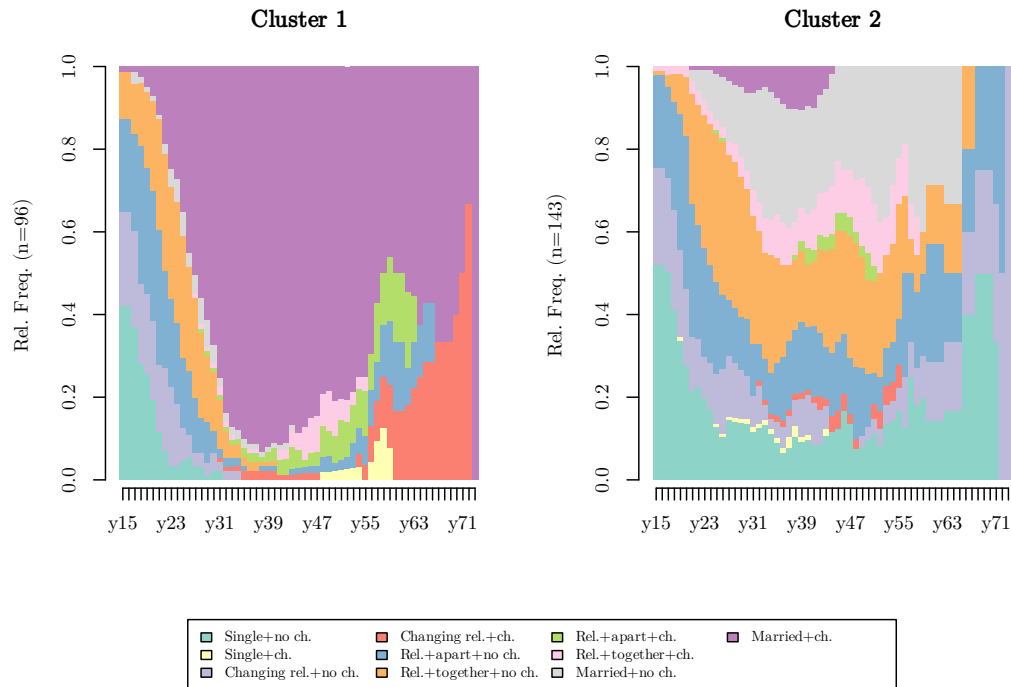 Cluster 1
Cluster 2
Rel. Freq. (n=96)
0.0 0.2 0.4 0.6 0.8 1.0
y15 y23 y31 y39 y47 y55 y63 y71
Rel. Freq. (n=143)
0.0 0.2 0.4 0.6 0.8 1.0
y15 y23 y31 y39 y47 y55 y63 y71
Single+no ch. Changing rel.+ch. Rel.+apart+ch. Married+ch.
Single+ch. Rel.+apart+no ch. Rel.+together+ch.
Changing rel.+no ch. Rel.+together+no ch. Married+no ch.